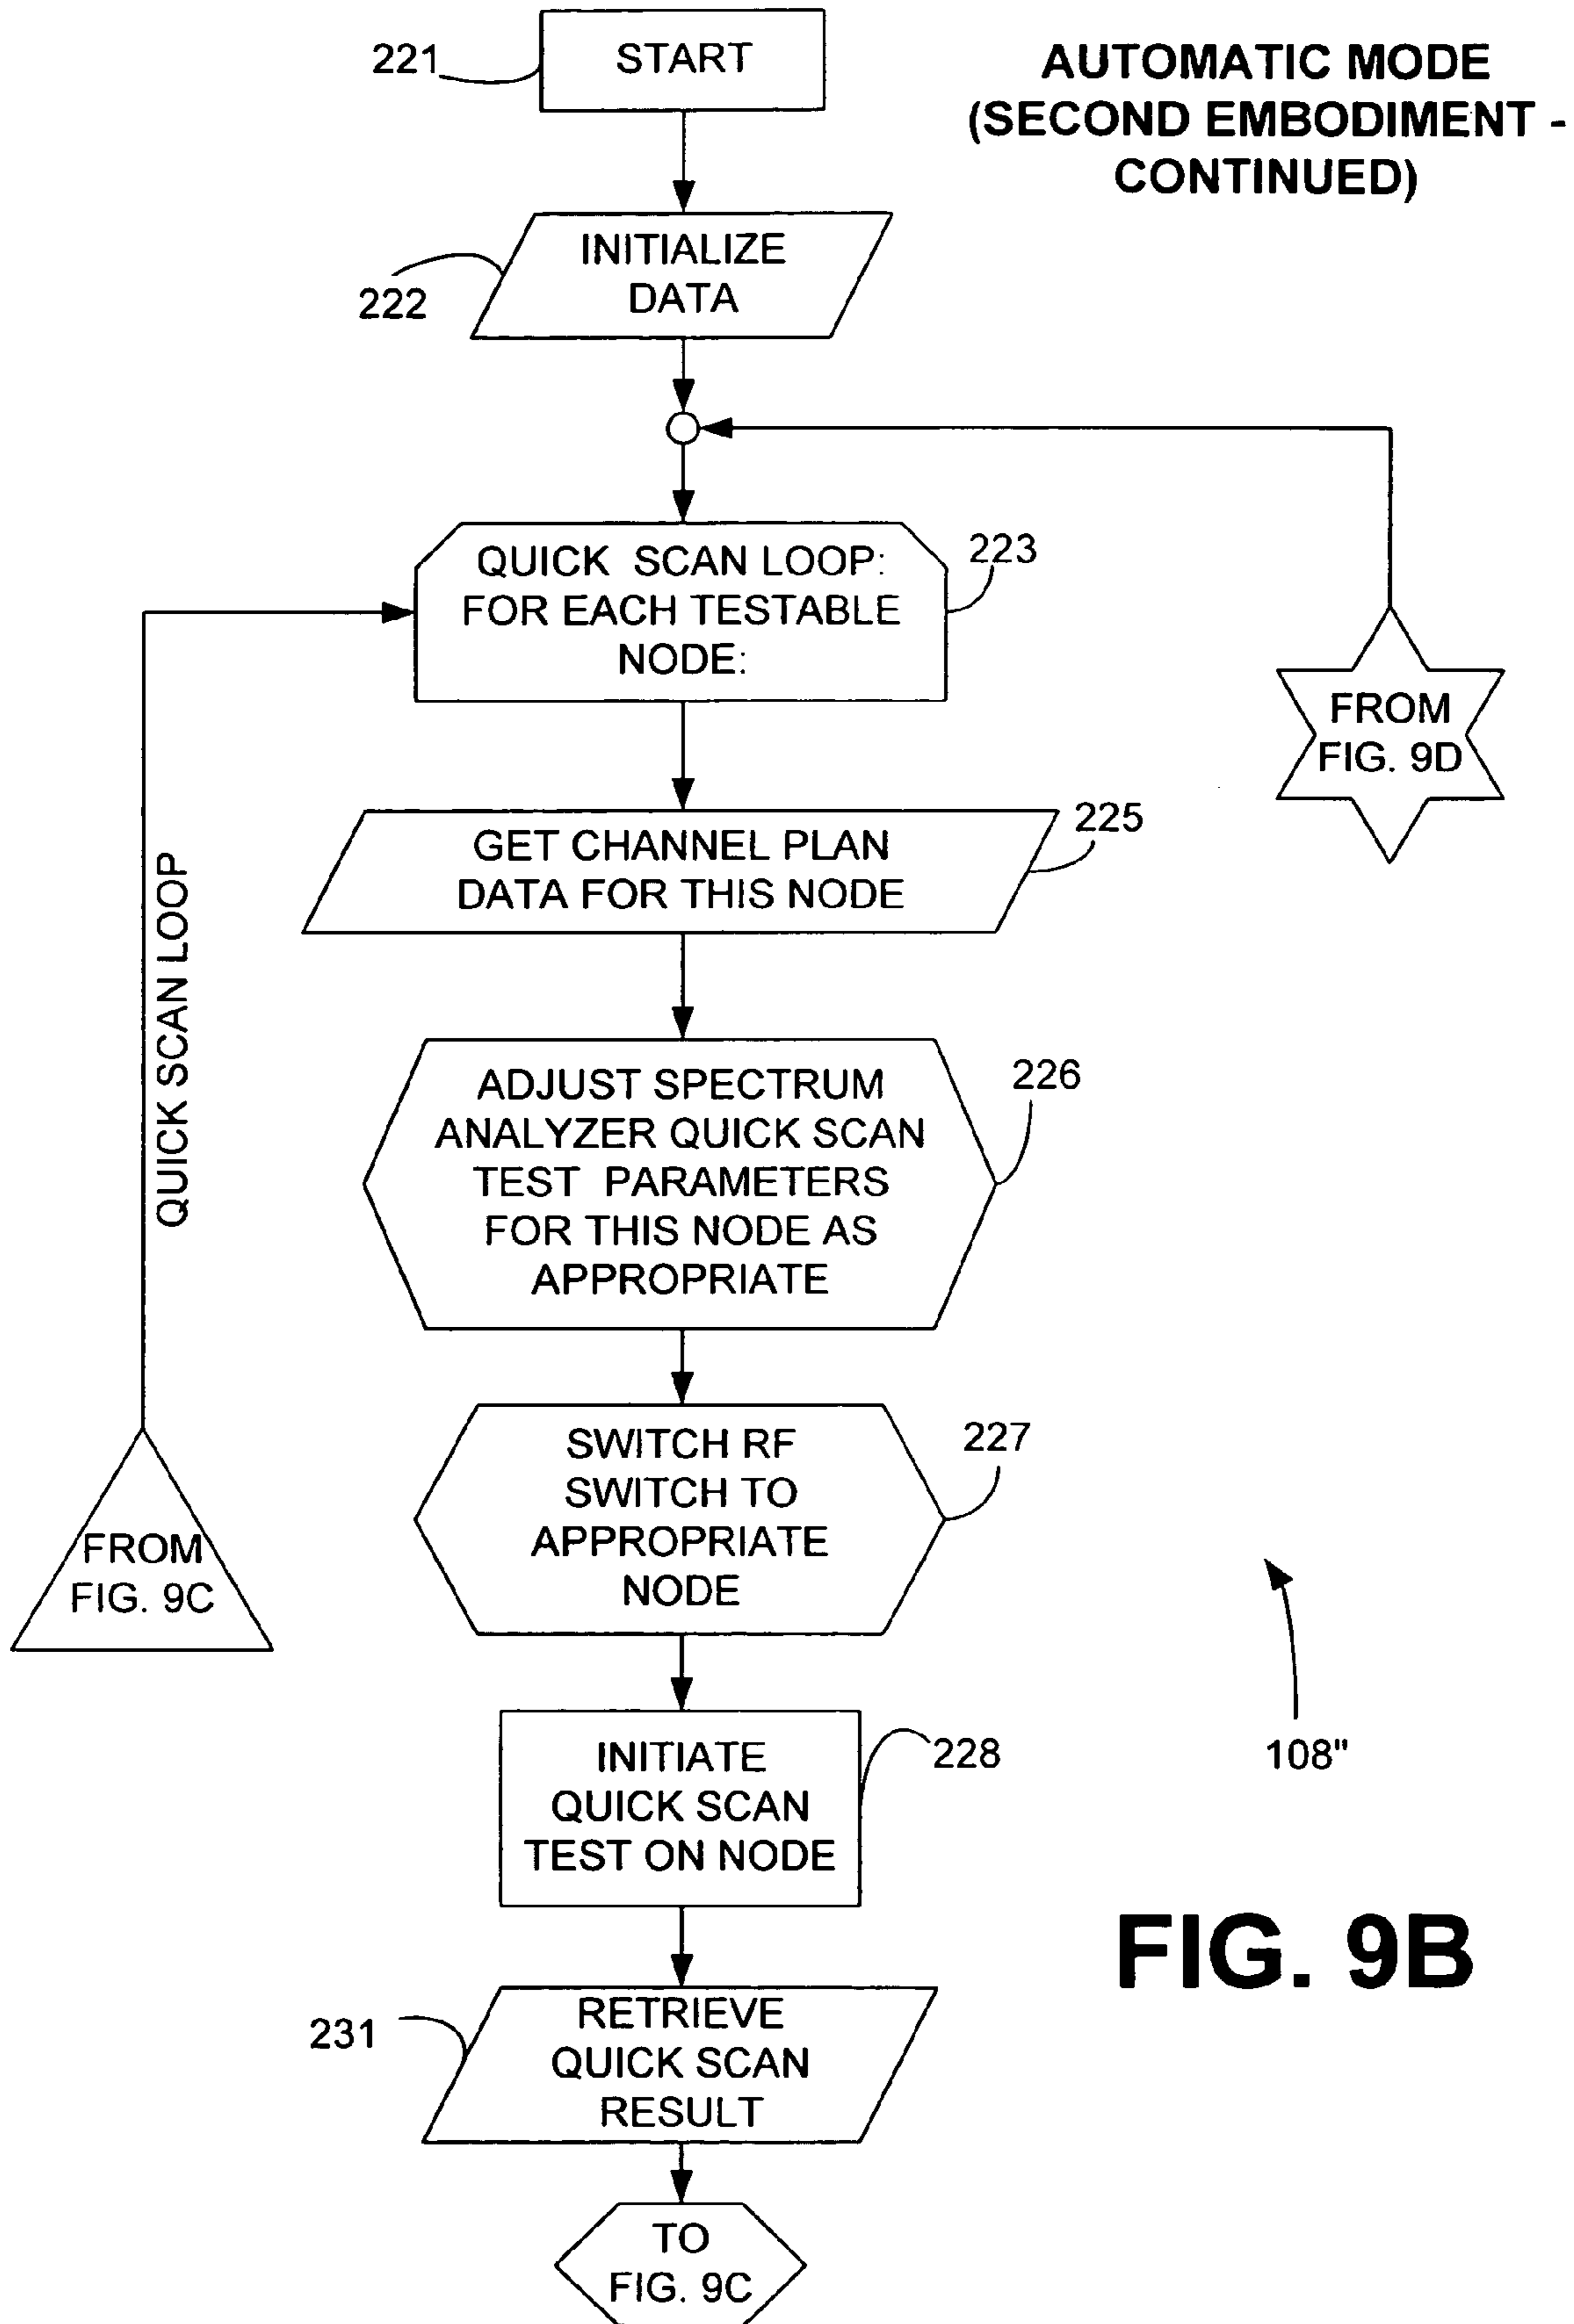 221
START
AUTOMATIC MODE
(SECOND EMBODIMENT -
CONTINUED)
222
INITIALIZE
DATA
223
QUICK SCAN LOOP:
FOR EACH TESTABLE
NODE:
FROM
FIG. 9D
225
GET CHANNEL PLAN
DATA FOR THIS NODE
QUICK SCAN LOOP
226
ADJUST SPECTRUM
ANALYZER QUICK SCAN
TEST PARAMETERS
FOR THIS NODE AS
APPROPRIATE
227
SWITCH RF
SWITCH TO
APPROPRIATE
NODE
FROM
FIG. 9C
228
INITIATE
QUICK SCAN
TEST ON NODE
108"
FIG. 9B
231
RETRIEVE
QUICK SCAN
RESULT
TO
FIG. 9C